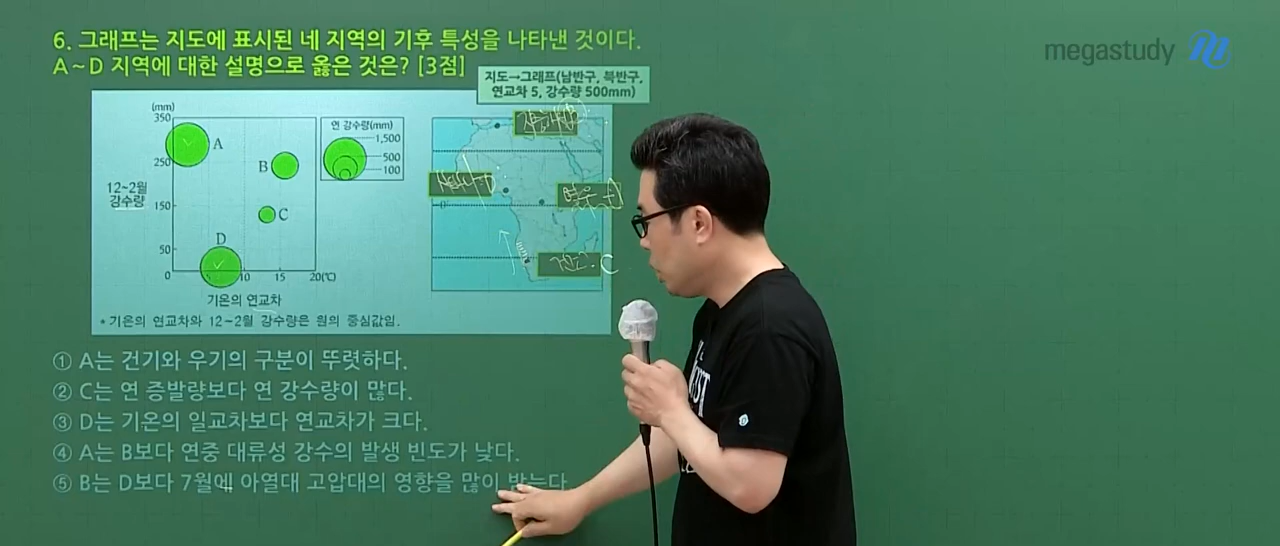 6. 그래프는 지도에 표시된 네 지역의 기후 특성을 나타낸 것이다.
A~D 지역에 대한 설명으로 옳은 것은? [3점]
megastudy
지도→그래프(남반구, 북반구,
연교차 5, 강수량 500mm)
(mm)
350
250
150
50
0
10
15
20(℃)
12~2월
강수량
기온의 연교차
A
B
C
D
연 강수량(mm)
1,500
500
100
C
* 기온의 연교차와 12~2월 강수량은 원의 중심값임.
① A는 건기와 우기의 구분이 뚜렷하다.
② C는 연 증발량보다 연 강수량이 많다.
③ D는 기온의 일교차보다 연교차가 크다.
④ A는 B보다 연중 대류성 강수의 발생 빈도가 낮다.
⑤ B는 D보다 7월에 아열대 고압대의 영향을 많이 받는다.